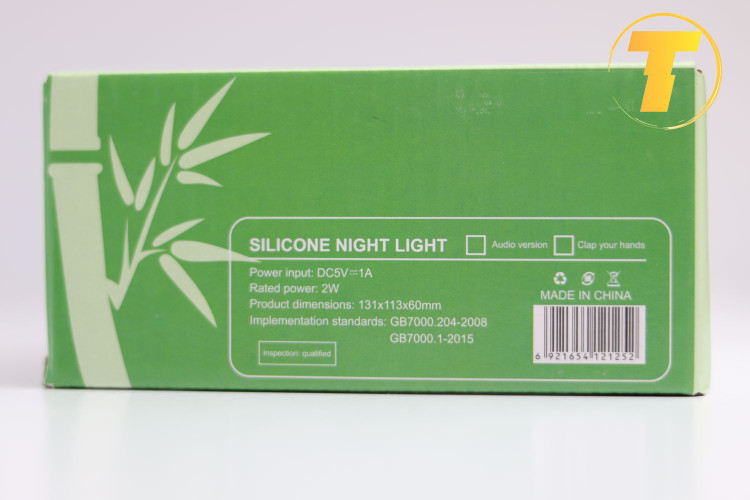 T
SILICONE NIGHT LIGHT
Audio version
Clap your hands
Power input: DC5V⎓1A
Rated power: 2W
Product dimensions: 131x113x60mm
Implementation standards: GB7000.204-2008
GB7000.1-2015
Inspection: qualified
MADE IN CHINA
6 921654 121252